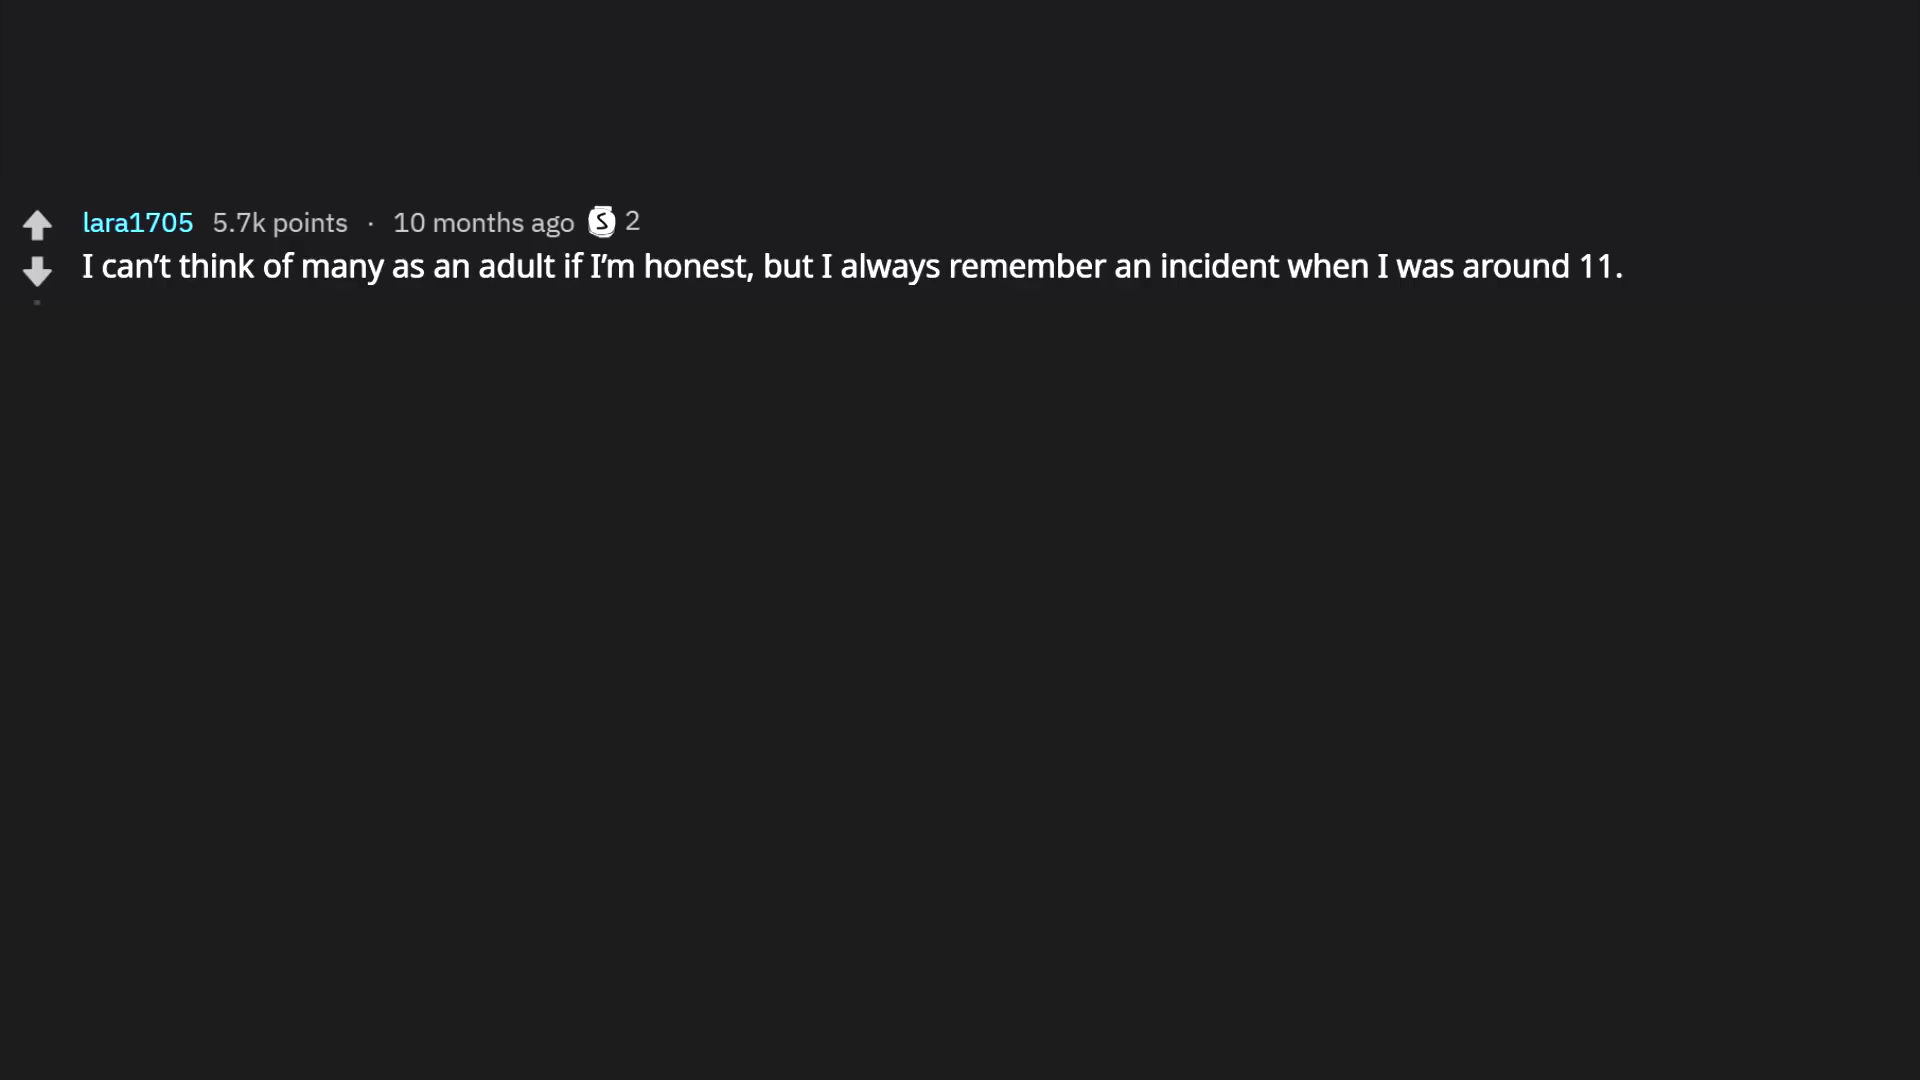 lara1705 5.7k points · 10 months ago S 2
I can’t think of many as an adult if I’m honest, but I always remember an incident when I was around 11.